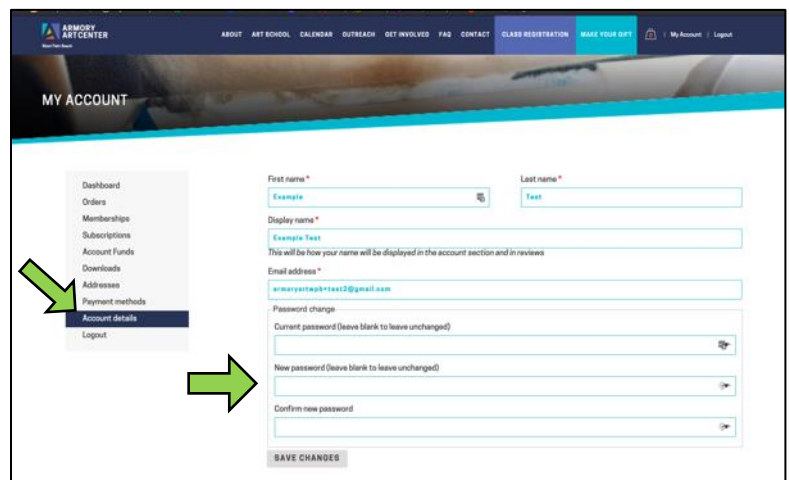 ARMORY
ARTCENTER
West Palm Beach
ABOUT ART SCHOOL CALENDAR OUTREACH GET INVOLVED FAQ CONTACT CLASS REGISTRATION MAKE YOUR GIFT | My Account | Logout
MY ACCOUNT
Dashboard
Orders
Memberships
Subscriptions
Account Funds
Downloads
Addresses
Payment methods
Account details
Logout
First name *
Example
Last name *
Test
Display name *
Example Test
This will be how your name will be displayed in the account section and in reviews
Email address *
armoryartwpb+test2@gmail.com
Password change
Current password (leave blank to leave unchanged)
New password (leave blank to leave unchanged)
Confirm new password
SAVE CHANGES